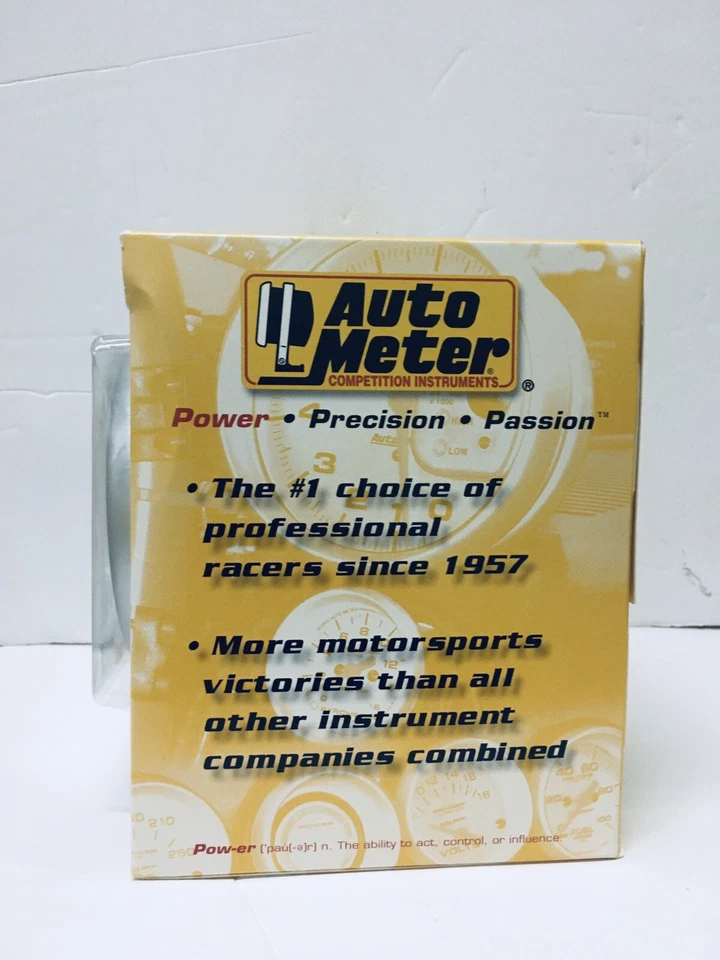 Auto
Meter®
COMPETITION INSTRUMENTS ®
Power • Precision • Passion™
• The #1 choice of
professional
racers since 1957
• More motorsports
victories than all
other instrument
companies combined
Pow-er ('paù(-ə)r) n. The ability to act, control, or influence.